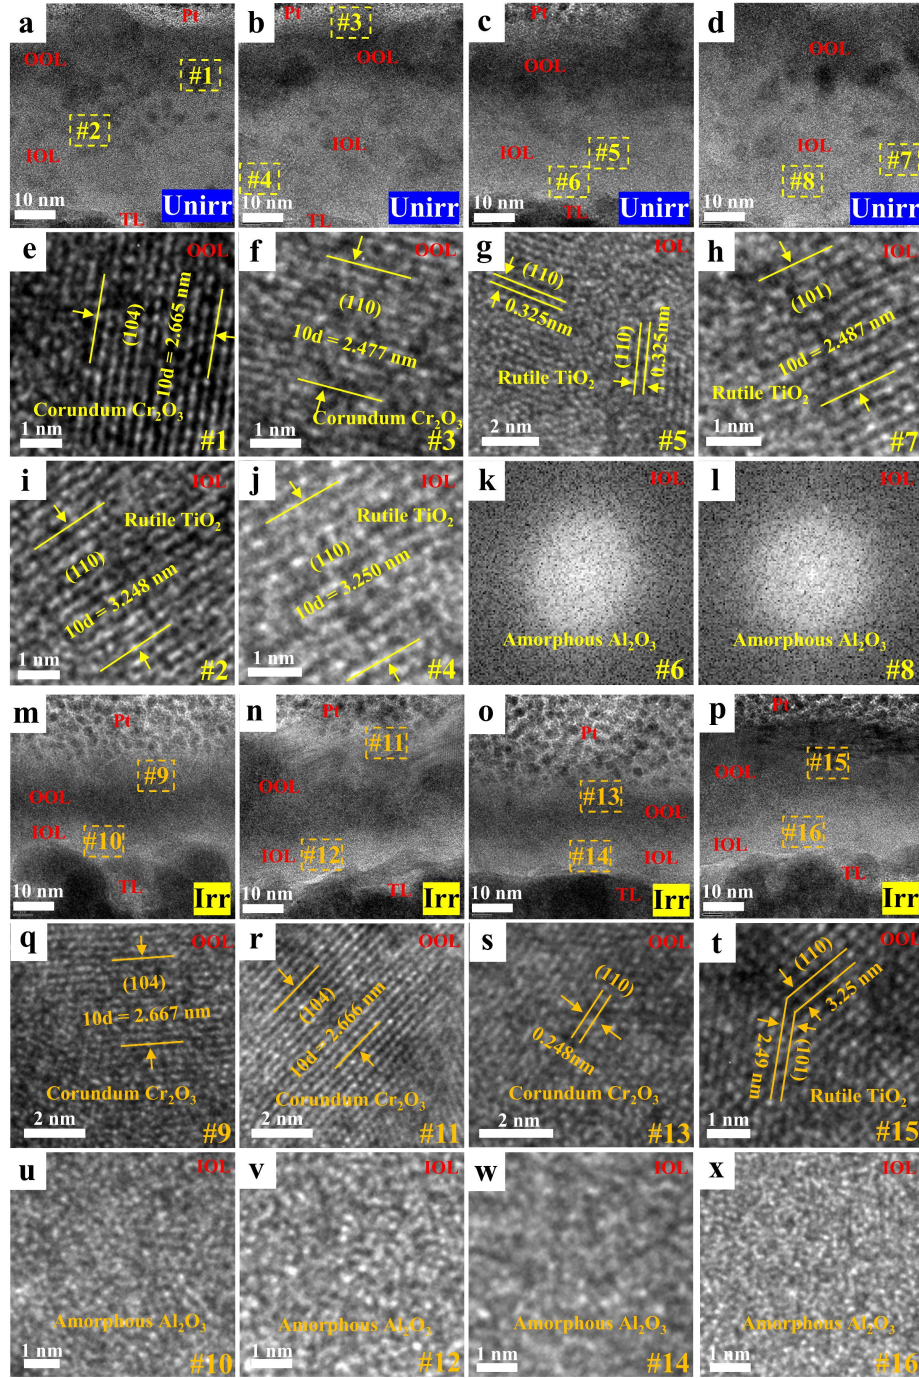 a
Pt
OOL
#1
#2
IOL
10 nm
TL
Unirr
b
Pt
#3
OOL
IOL
#4
10 nm
TL
Unirr
c
Pt
OOL
#5
IOL
#6
10 nm
TL
Unirr
d
OOL
IOL
#7
#8
10 nm
Unirr
e
OOL
(104)
10d = 2.665 nm
Corundum Cr₂O₃
1 nm
#1
f
OOL
(110)
10d = 2.477 nm
Corundum Cr₂O₃
1 nm
#3
g
IOL
(110)
0.325nm
(110)
0.325nm
Rutile TiO₂
2 nm
#5
h
IOL
(101)
10d = 2.487 nm
Rutile TiO₂
1 nm
#7
i
IOL
Rutile TiO₂
(110)
10d = 3.248 nm
1 nm
#2
j
IOL
Rutile TiO₂
(110)
10d = 3.250 nm
1 nm
#4
k
IOL
Amorphous Al₂O₃
#6
l
IOL
Amorphous Al₂O₃
#8
m
Pt
#9
OOL
IOL
#10
TL
10 nm
Irr
n
Pt
#11
OOL
IOL
#12
TL
10 nm
Irr
o
Pt
#13
OOL
#14
IOL
TL
10 nm
Irr
p
Pt
#15
OOL
#16
IOL
TL
10 nm
Irr
q
OOL
(104)
10d = 2.667 nm
Corundum Cr₂O₃
2 nm
#9
r
OOL
(104)
10d = 2.666 nm
Corundum Cr₂O₃
2 nm
#11
s
OOL
(110)
0.248nm
Corundum Cr₂O₃
2 nm
#13
t
OOL
(110)
3.25 nm
2.49 nm
(101)
Rutile TiO₂
1 nm
#15
u
IOL
Amorphous Al₂O₃
1 nm
#10
v
IOL
Amorphous Al₂O₃
1 nm
#12
w
IOL
Amorphous Al₂O₃
1 nm
#14
x
IOL
Amorphous Al₂O₃
1 nm
#16